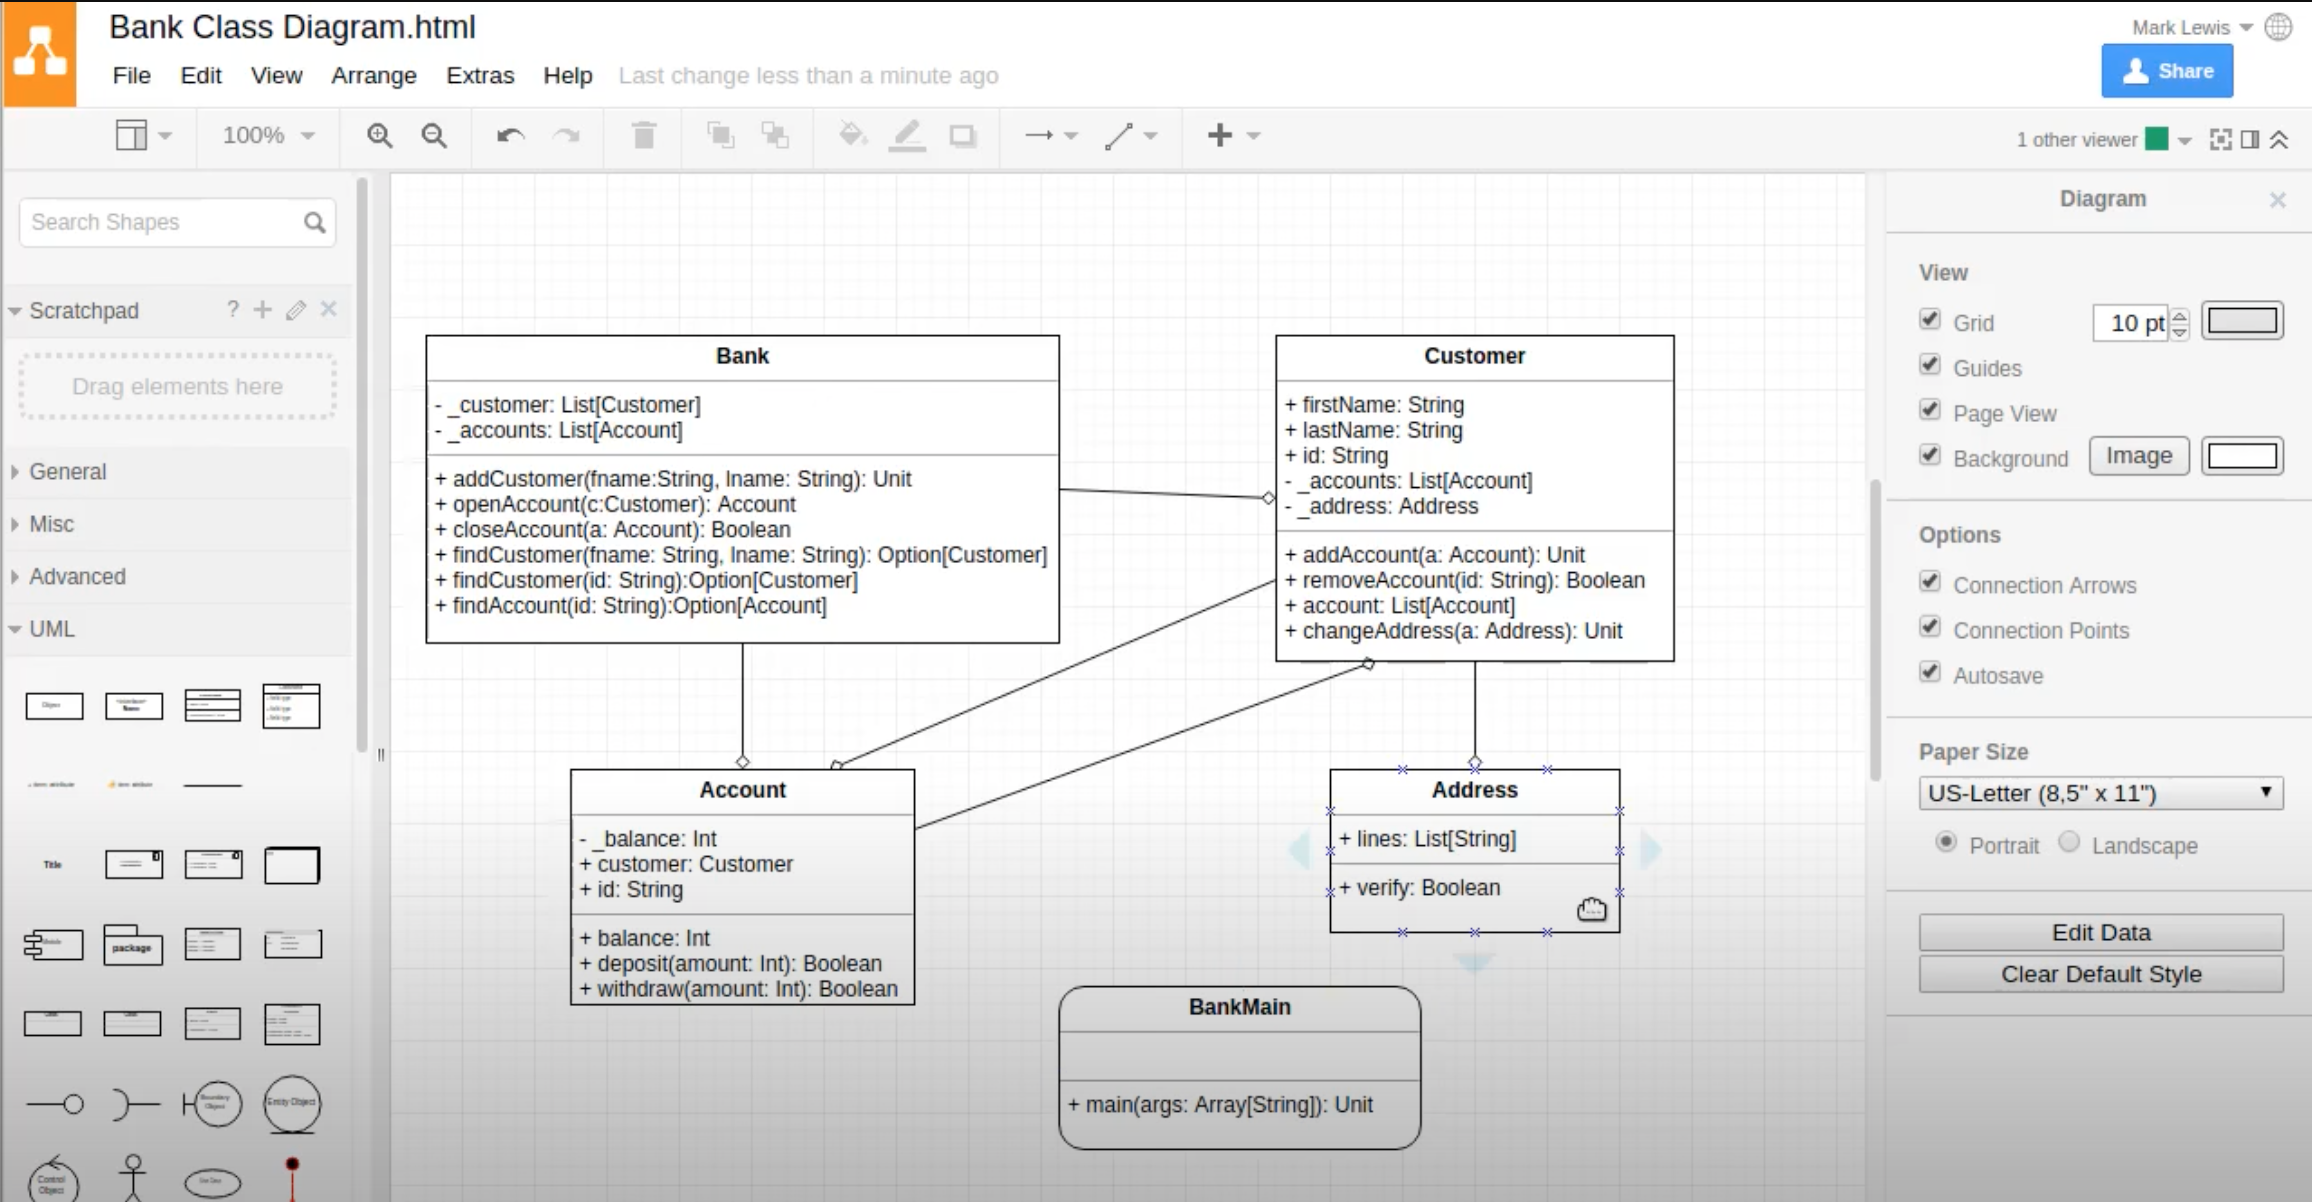 Bank Class Diagram.html
Mark Lewis
File Edit View Arrange Extras Help Last change less than a minute ago
Share
100%
1 other viewer
Search Shapes
Scratchpad ?
Drag elements here
General
Misc
Advanced
UML
Object
Name
Title
package
Boundary
Object
Entity Object
Control
Object
Bank
- _customer: List[Customer]
- _accounts: List[Account]
+ addCustomer(fname:String, lname: String): Unit
+ openAccount(c:Customer): Account
+ closeAccount(a: Account): Boolean
+ findCustomer(fname: String, lname: String): Option[Customer]
+ findCustomer(id: String):Option[Customer]
+ findAccount(id: String):Option[Account]
Customer
+ firstName: String
+ lastName: String
+ id: String
- _accounts: List[Account]
- _address: Address
+ addAccount(a: Account): Unit
+ removeAccount(id: String): Boolean
+ account: List[Account]
+ changeAddress(a: Address): Unit
Account
- _balance: Int
+ customer: Customer
+ id: String
+ balance: Int
+ deposit(amount: Int): Boolean
+ withdraw(amount: Int): Boolean
Address
+ lines: List[String]
+ verify: Boolean
BankMain
+ main(args: Array[String]): Unit
Diagram
View
Grid 10 pt
Guides
Page View
Background Image
Options
Connection Arrows
Connection Points
Autosave
Paper Size
US-Letter (8,5" x 11")
Portrait Landscape
Edit Data
Clear Default Style